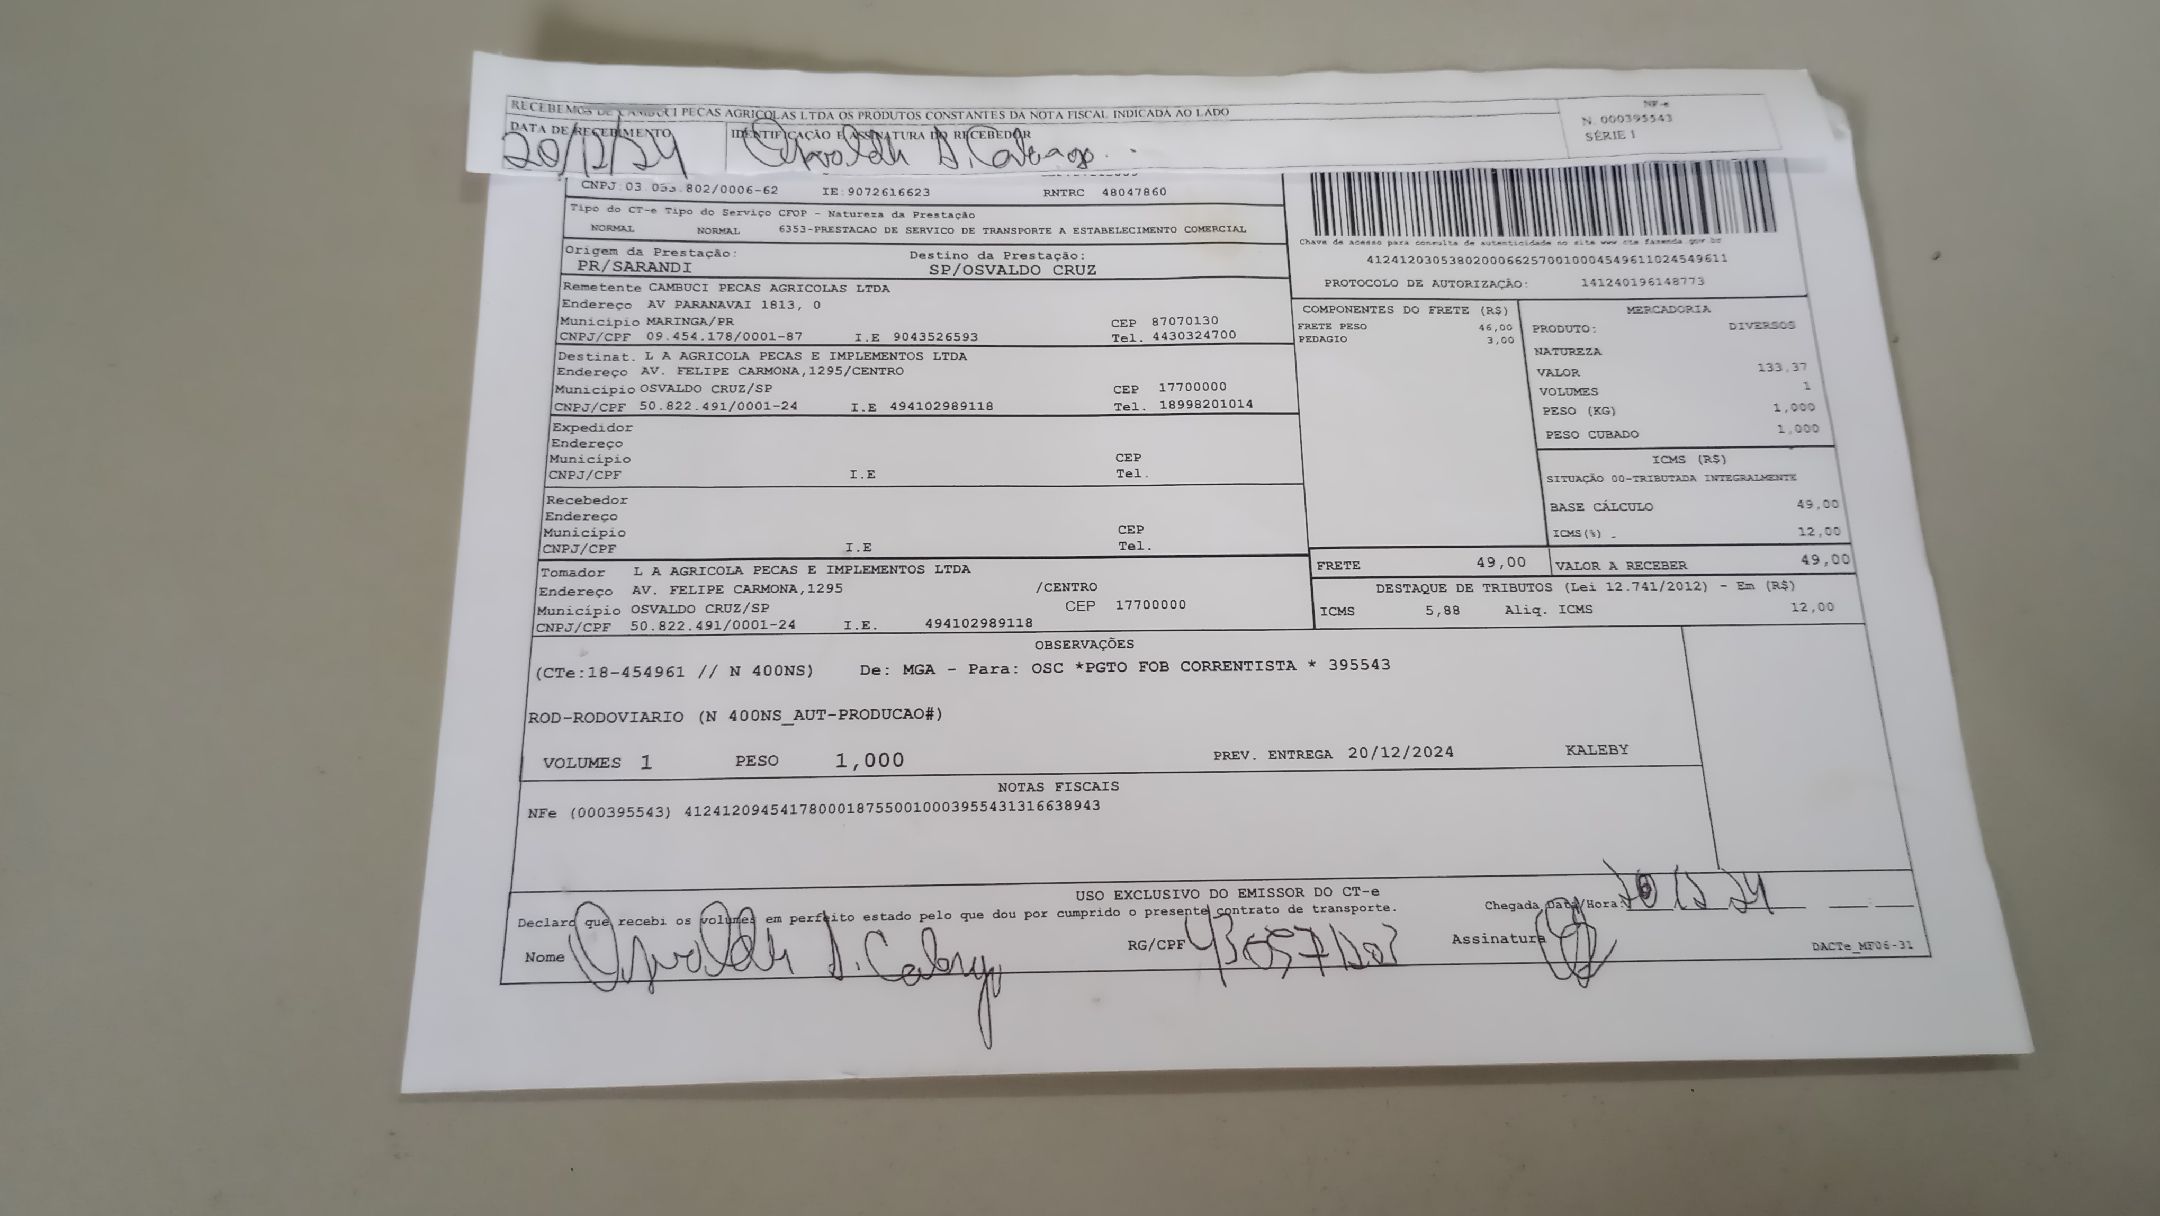 RECEBEMOS DE CAMBUCI PECAS AGRICOLAS LTDA OS PRODUTOS CONSTANTES DA NOTA FISCAL INDICADA AO LADO
NF-e
N. 000395543
SÉRIE 1
DATA DE RECEBIMENTO
IDENTIFICAÇÃO E ASSINATURA DO RECEBEDOR
20/12/24
CNPJ:03.053.802/0006-62 IE:9072616623 RNTRC 48047860
Tipo do CT-e Tipo do Serviço CFOP - Natureza da Prestação
NORMAL NORMAL 6353-PRESTACAO DE SERVICO DE TRANSPORTE A ESTABELECIMENTO COMERCIAL
Origem da Prestação: Destino da Prestação:
PR/SARANDI SP/OSVALDO CRUZ
Chave de acesso para consulta de autenticidade no site www.cte.fazenda.gov.br
41241203053802000662570010004549611024549611
PROTOCOLO DE AUTORIZAÇÃO: 141240196148773
Remetente CAMBUCI PECAS AGRICOLAS LTDA
Endereço AV PARANAVAI 1813, 0
Município MARINGA/PR CEP 87070130
CNPJ/CPF 09.454.178/0001-87 I.E 9043526593 Tel. 4430324700
Destinat. L A AGRICOLA PECAS E IMPLEMENTOS LTDA
Endereço AV. FELIPE CARMONA,1295/CENTRO
Município OSVALDO CRUZ/SP CEP 17700000
CNPJ/CPF 50.822.491/0001-24 I.E 494102989118 Tel. 18998201014
Expedidor
Endereço
Município CEP
CNPJ/CPF I.E Tel.
Recebedor
Endereço
Município CEP
CNPJ/CPF I.E Tel.
Tomador L A AGRICOLA PECAS E IMPLEMENTOS LTDA
Endereço AV. FELIPE CARMONA,1295 /CENTRO
Município OSVALDO CRUZ/SP CEP 17700000
CNPJ/CPF 50.822.491/0001-24 I.E. 494102989118
COMPONENTES DO FRETE (R$)
FRETE PESO 46,00
PEDAGIO 3,00
MERCADORIA
PRODUTO: DIVERSOS
NATUREZA
VALOR 133,37
VOLUMES 1
PESO (KG) 1,000
PESO CUBADO 1,000
ICMS (R$)
SITUAÇÃO 00-TRIBUTADA INTEGRALMENTE
BASE CÁLCULO 49,00
ICMS(%) 12,00
FRETE 49,00 VALOR A RECEBER 49,00
DESTAQUE DE TRIBUTOS (Lei 12.741/2012) - Em (R$)
ICMS 5,88 Aliq. ICMS 12,00
OBSERVAÇÕES
(CTe:18-454961 // N 400NS) De: MGA - Para: OSC *PGTO FOB CORRENTISTA * 395543
ROD-RODOVIARIO (N 400NS_AUT-PRODUCAO#)
VOLUMES 1 PESO 1,000 PREV. ENTREGA 20/12/2024 KALEBY
NOTAS FISCAIS
NFe (000395543) 41241209454178000187550010003955431316638943
USO EXCLUSIVO DO EMISSOR DO CT-e
Declaro que recebi os volumes em perfeito estado pelo que dou por cumprido o presente contrato de transporte.
Chegada Data/Hora: 20 12 24
Nome RG/CPF Assinatura
DACTe_MF06-31